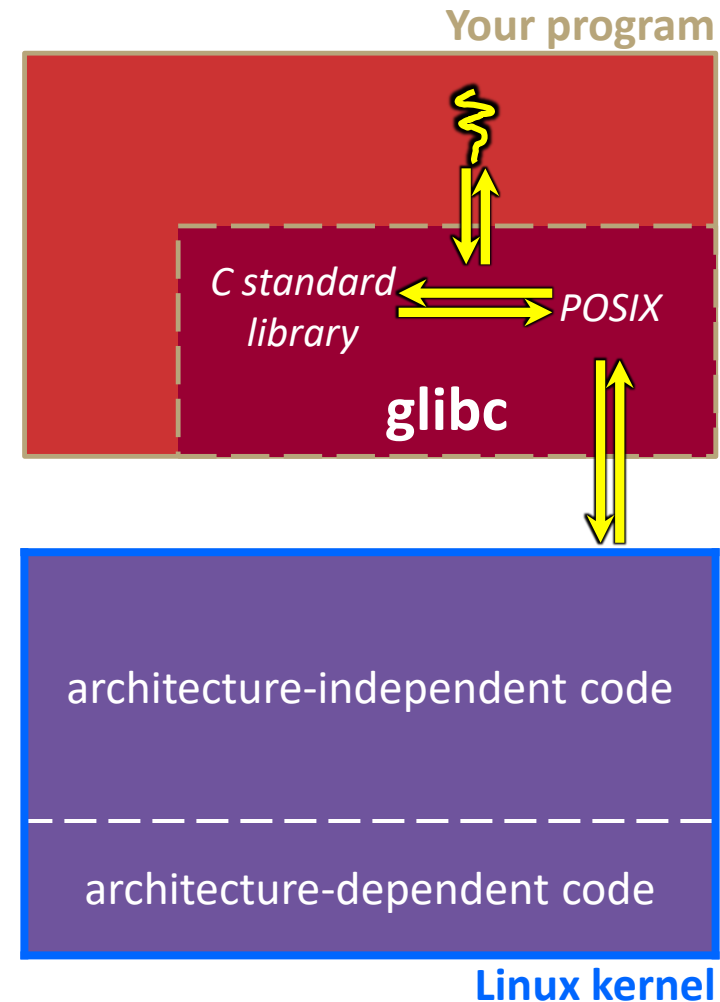 Your program
C standard
library
POSIX
glibc
architecture-independent code
architecture-dependent code
Linux kernel